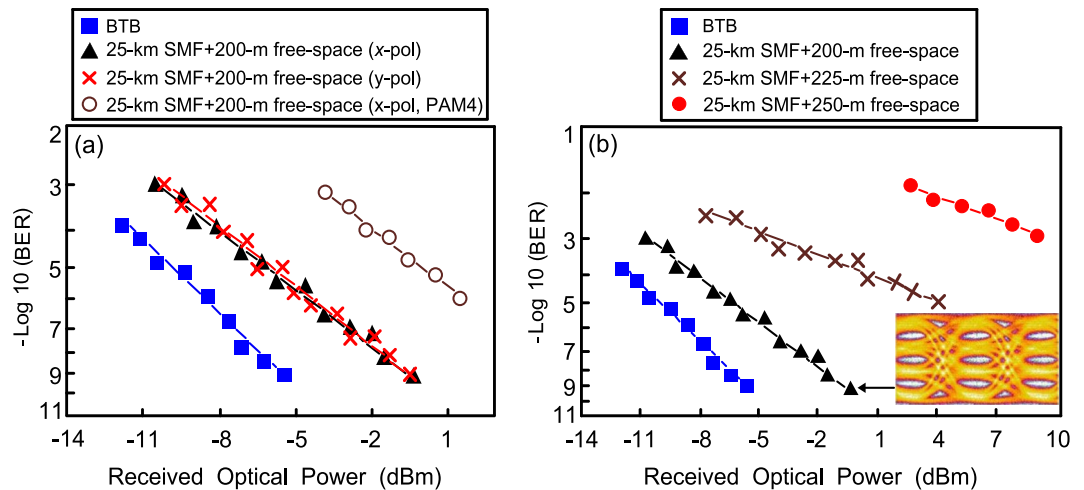 BTB
25-km SMF+200-m free-space (x-pol)
25-km SMF+200-m free-space (y-pol)
25-km SMF+200-m free-space (x-pol, PAM4)
(a)
2
3
5
7
9
11
-Log 10 (BER)
-14 -11 -8 -5 -2 1
Received Optical Power (dBm)
BTB
25-km SMF+200-m free-space
25-km SMF+225-m free-space
25-km SMF+250-m free-space
(b)
1
3
5
7
9
11
-Log 10 (BER)
-14 -11 -8 -5 -2 1 4 7 10
Received Optical Power (dBm)